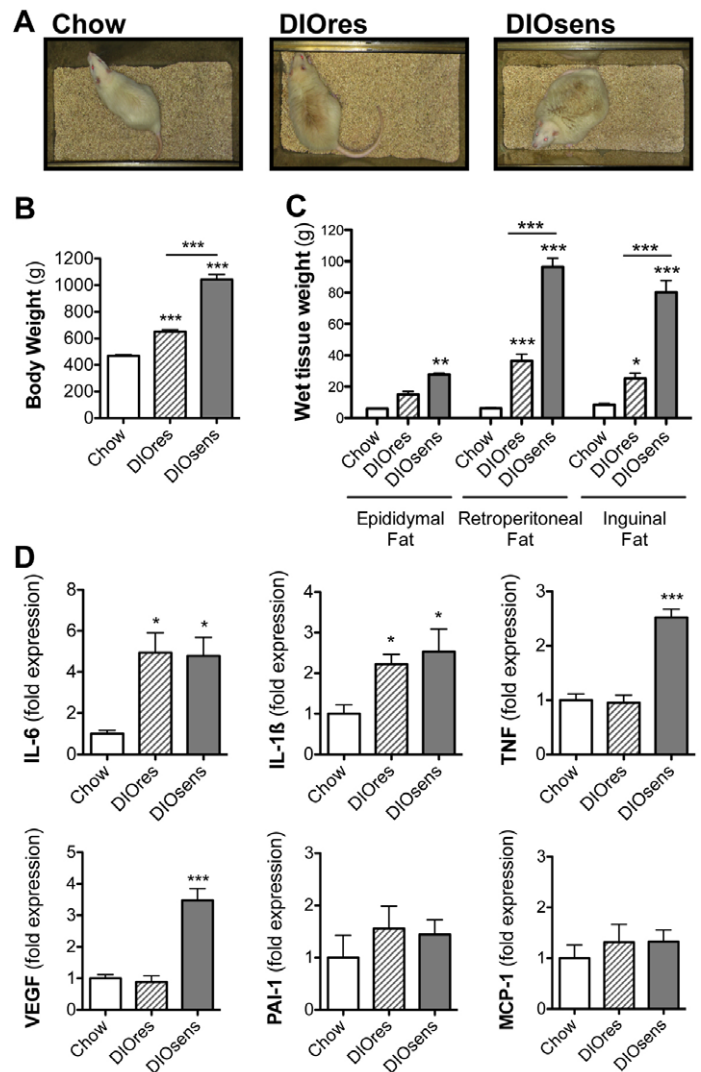 A
Chow
DIOres
DIOsens
B
Body Weight (g)
1200
1000
800
600
400
200
0
***
***
***
Chow
DIOres
DIOsens
C
Wet tissue weight (g)
120
100
80
60
40
20
0
**
***
***
***
***
***
*
Chow
DIOres
DIOsens
Chow
DIOres
DIOsens
Chow
DIOres
DIOsens
Epididymal
Fat
Retroperitoneal
Fat
Inguinal
Fat
D
IL-6 (fold expression)
8
6
4
2
0
*
*
Chow
DIOres
DIOsens
IL-1ß (fold expression)
4
3
2
1
0
*
*
Chow
DIOres
DIOsens
TNF (fold expression)
3
2
1
0
***
Chow
DIOres
DIOsens
VEGF (fold expression)
5
4
3
2
1
0
***
Chow
DIOres
DIOsens
PAI-1 (fold expression)
3
2
1
0
Chow
DIOres
DIOsens
MCP-1 (fold expression)
3
2
1
0
Chow
DIOres
DIOsens